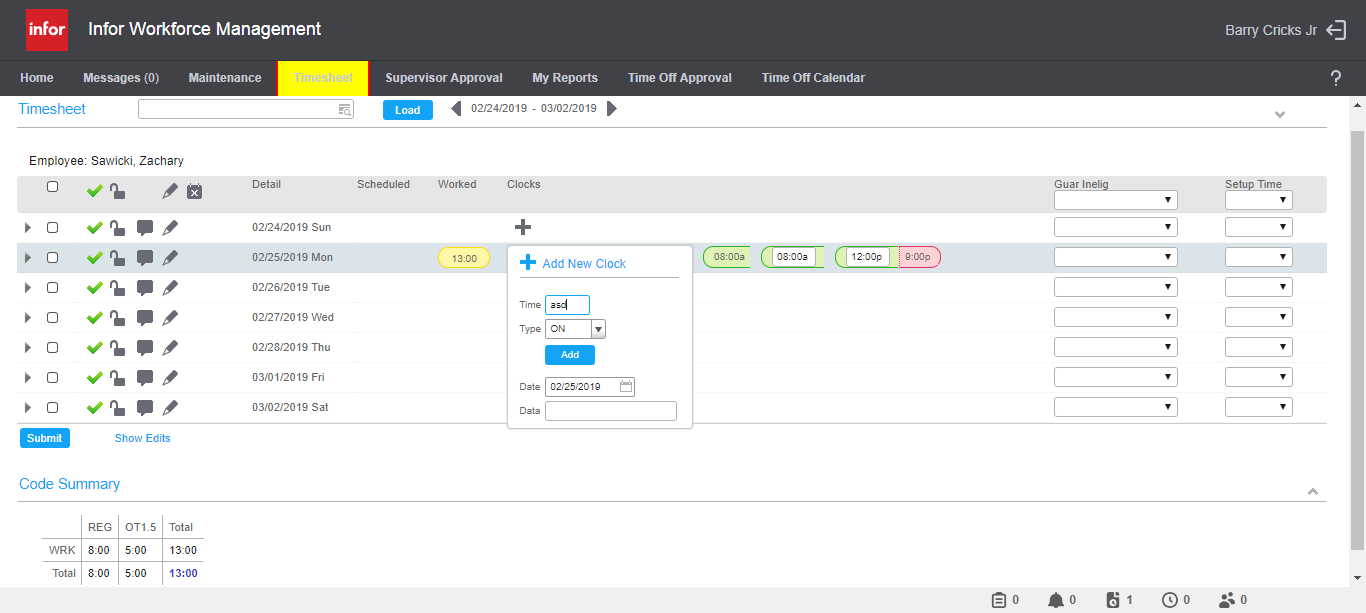 infor Infor Workforce Management Barry Cricks Jr
Home Messages (0) Maintenance Timesheet Supervisor Approval My Reports Time Off Approval Time Off Calendar ?
Timesheet Load 02/24/2019 - 03/02/2019
Employee: Sawicki, Zachary
Detail Scheduled Worked Clocks Guar Inelig Setup Time
02/24/2019 Sun
02/25/2019 Mon 13:00 08:00a 08:00a 12:00p 9:00p
Add New Clock
02/26/2019 Tue
Time asd
02/27/2019 Wed
Type ON
02/28/2019 Thu
Add
03/01/2019 Fri
Date 02/25/2019
03/02/2019 Sat
Data
Submit Show Edits
Code Summary
REG OT1.5 Total
WRK 8:00 5:00 13:00
Total 8:00 5:00 13:00
0 0 1 0 0